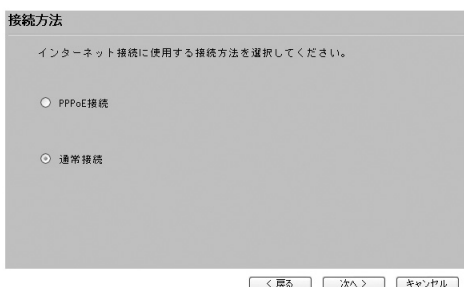 接続方法
インターネット接続に使用する接続方法を選択してください。
PPPoE接続
通常接続
< 戻る 次へ > キャンセル